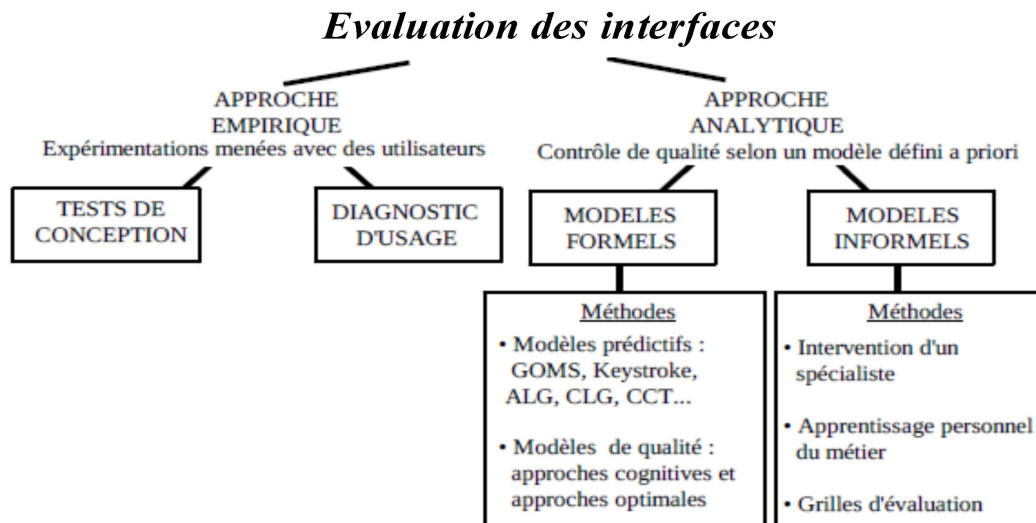 Evaluation des interfaces
APPROCHE
EMPIRIQUE
Expérimentations menées avec des utilisateurs
TESTS DE
CONCEPTION
DIAGNOSTIC
D'USAGE
APPROCHE
ANALYTIQUE
Contrôle de qualité selon un modèle défini a priori
MODELES
FORMELS
MODELES
INFORMELS
Méthodes
• Modèles prédictifs :
GOMS, Keystroke,
ALG, CLG, CCT...
• Modèles de qualité :
approches cognitives et
approches optimales
Méthodes
• Intervention d'un
spécialiste
• Apprentissage personnel
du métier
• Grilles d'évaluation